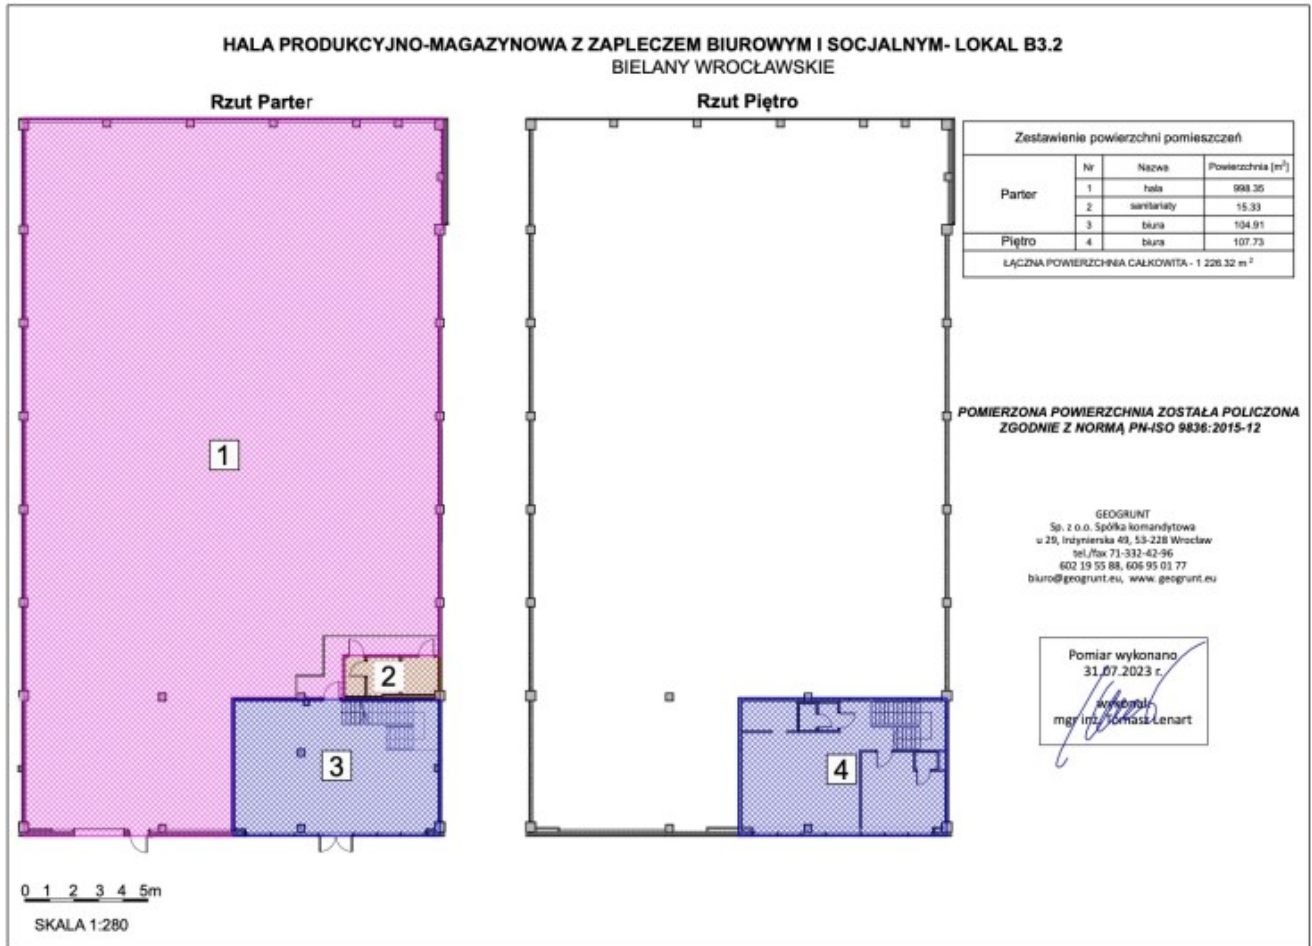 HALA PRODUKCYJNO-MAGAZYNOWA Z ZAPLECZEM BIUROWYM I SOCJALNYM- LOKAL B3.2
BIELANY WROCŁAWSKIE
Rzut Parter
Rzut Piętro
Zestawienie powierzchni pomieszczeń
Nr Nazwa Powierzchnia [m²]
Parter
1 hala 998.35
2 sanitariaty 15.33
3 biura 104.91
Piętro 4 biura 107.73
ŁĄCZNA POWIERZCHNIA CAŁKOWITA - 1 226.32 m²
POMIERZONA POWIERZCHNIA ZOSTAŁA POLICZONA
ZGODNIE Z NORMĄ PN-ISO 9836:2015-12
1
2
3
4
GEOGRUNT
Sp. z o.o. Spółka komandytowa
u 29, Inżynierska 49, 53-228 Wrocław
tel./fax 71-332-42-96
602 19 55 88, 606 95 01 77
biuro@geogrunt.eu, www. geogrunt.eu
Pomiar wykonano
31.07.2023 r.
wykonał:
mgr inż. Tomasz Lenart
0 1 2 3 4 5m
SKALA 1:280